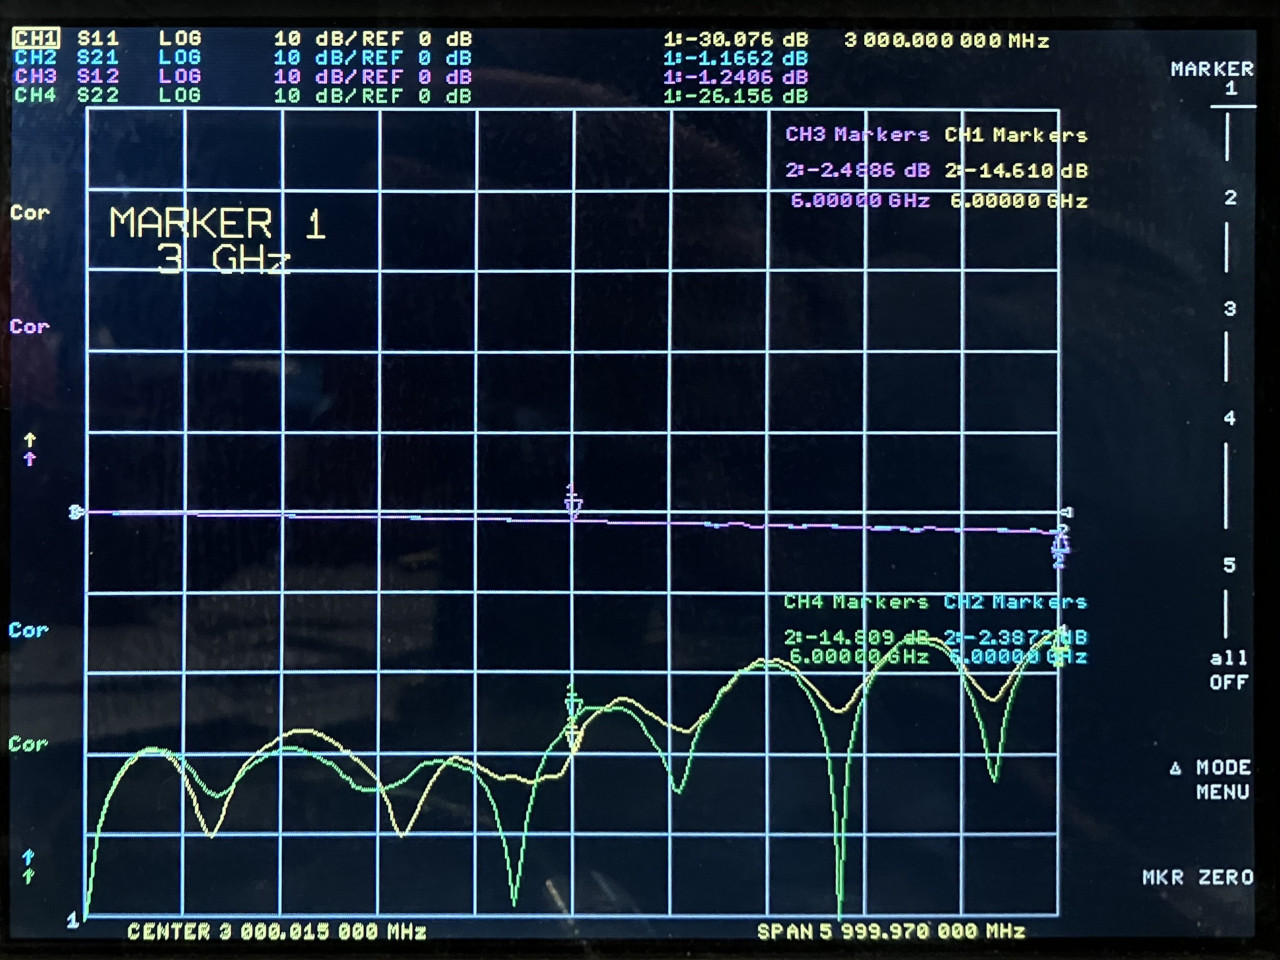 CH1 S11 LOG 10 dB/REF 0 dB 1:-30.076 dB 3 000.000 000 MHz
CH2 S21 LOG 10 dB/REF 0 dB 1:-1.1662 dB
CH3 S12 LOG 10 dB/REF 0 dB 1:-1.2406 dB
CH4 S22 LOG 10 dB/REF 0 dB 1:-26.156 dB
MARKER
1
CH3 Markers CH1 Markers
2:-2.4886 dB 2:-14.610 dB
6.00000 GHz 6.00000 GHz
2
Cor
MARKER 1
3 GHz
3
Cor
4
5
Cor
CH4 Markers CH2 Markers
2:-14.809 dB 2:-2.3872 dB
6.00000 GHz 6.00000 GHz
all
OFF
Cor
Δ MODE
MENU
MKR ZERO
1
CENTER 3 000.015 000 MHz SPAN 5 999.970 000 MHz